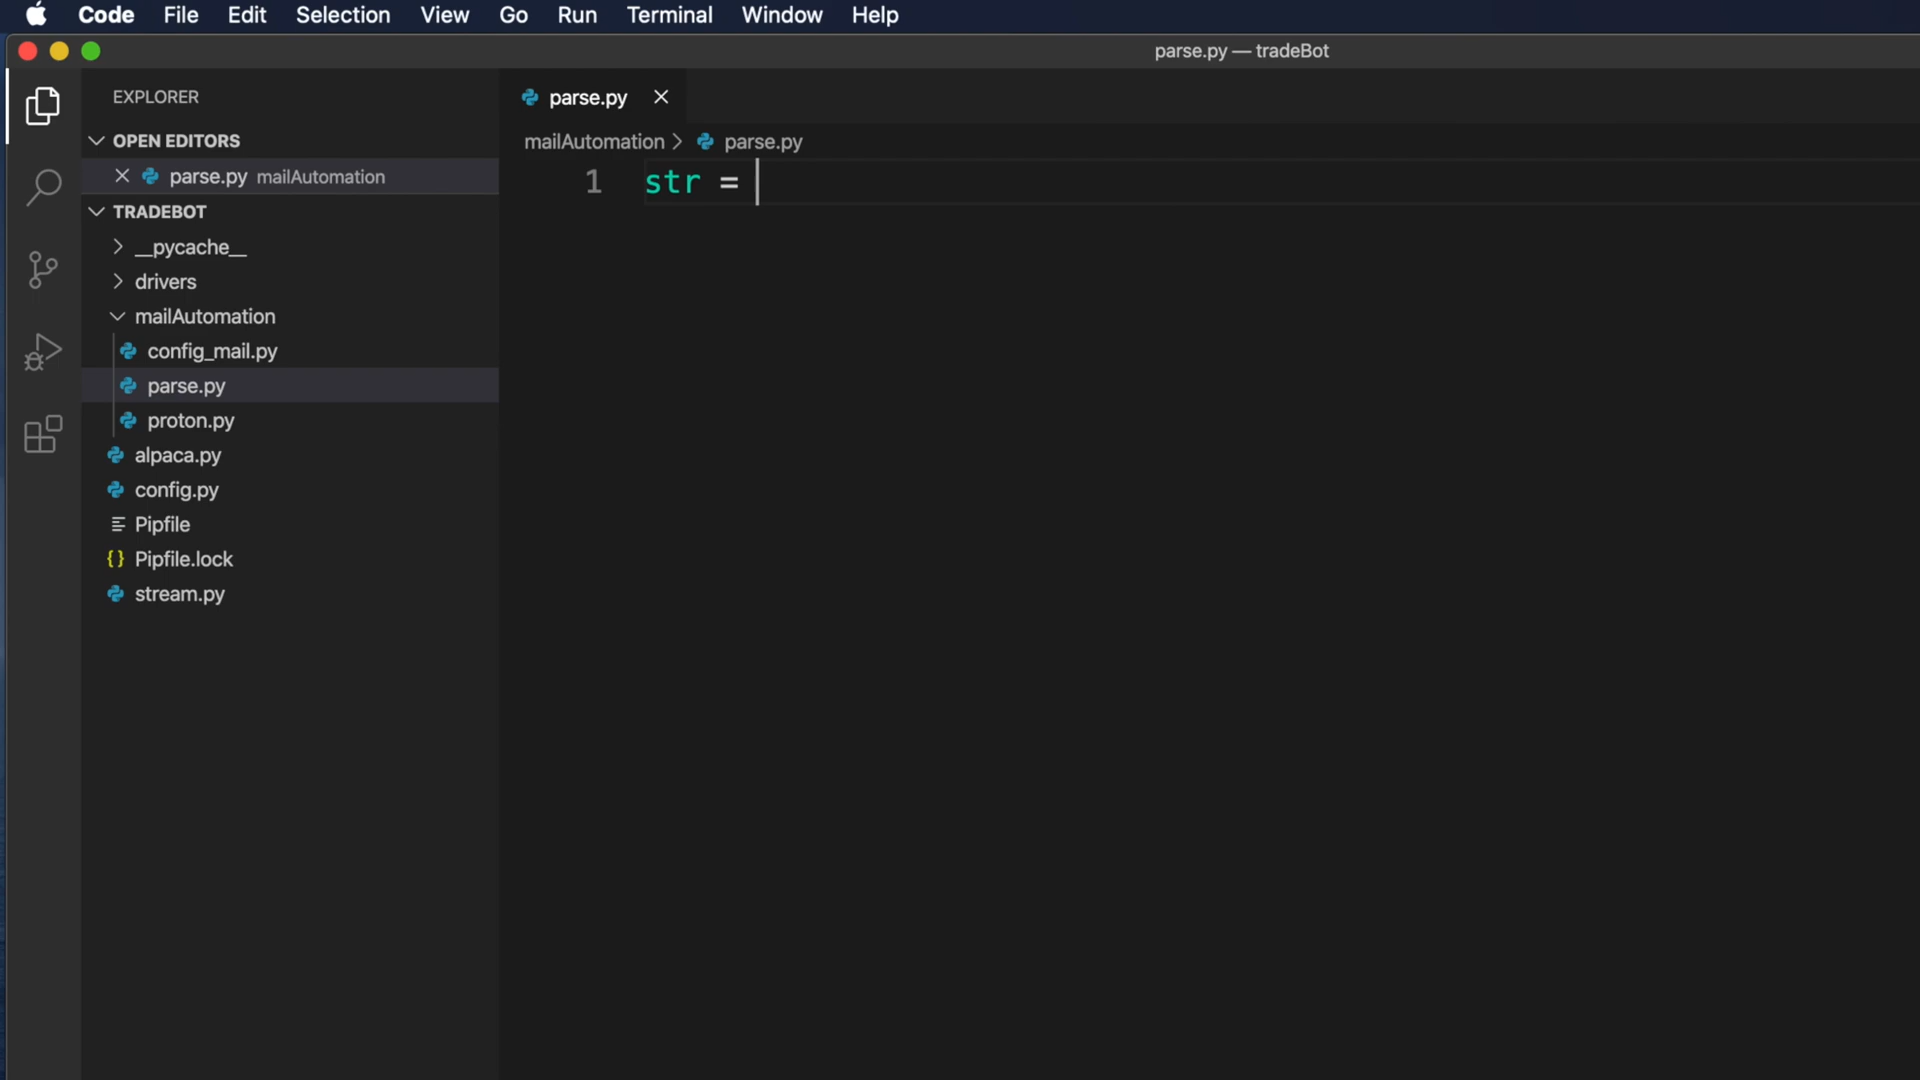 Code File Edit Selection View Go Run Terminal Window Help
parse.py — tradeBot
EXPLORER
OPEN EDITORS
parse.py mailAutomation
TRADEBOT
__pycache__
drivers
mailAutomation
config_mail.py
parse.py
proton.py
alpaca.py
config.py
Pipfile
{} Pipfile.lock
stream.py
parse.py
mailAutomation > parse.py
1 str =